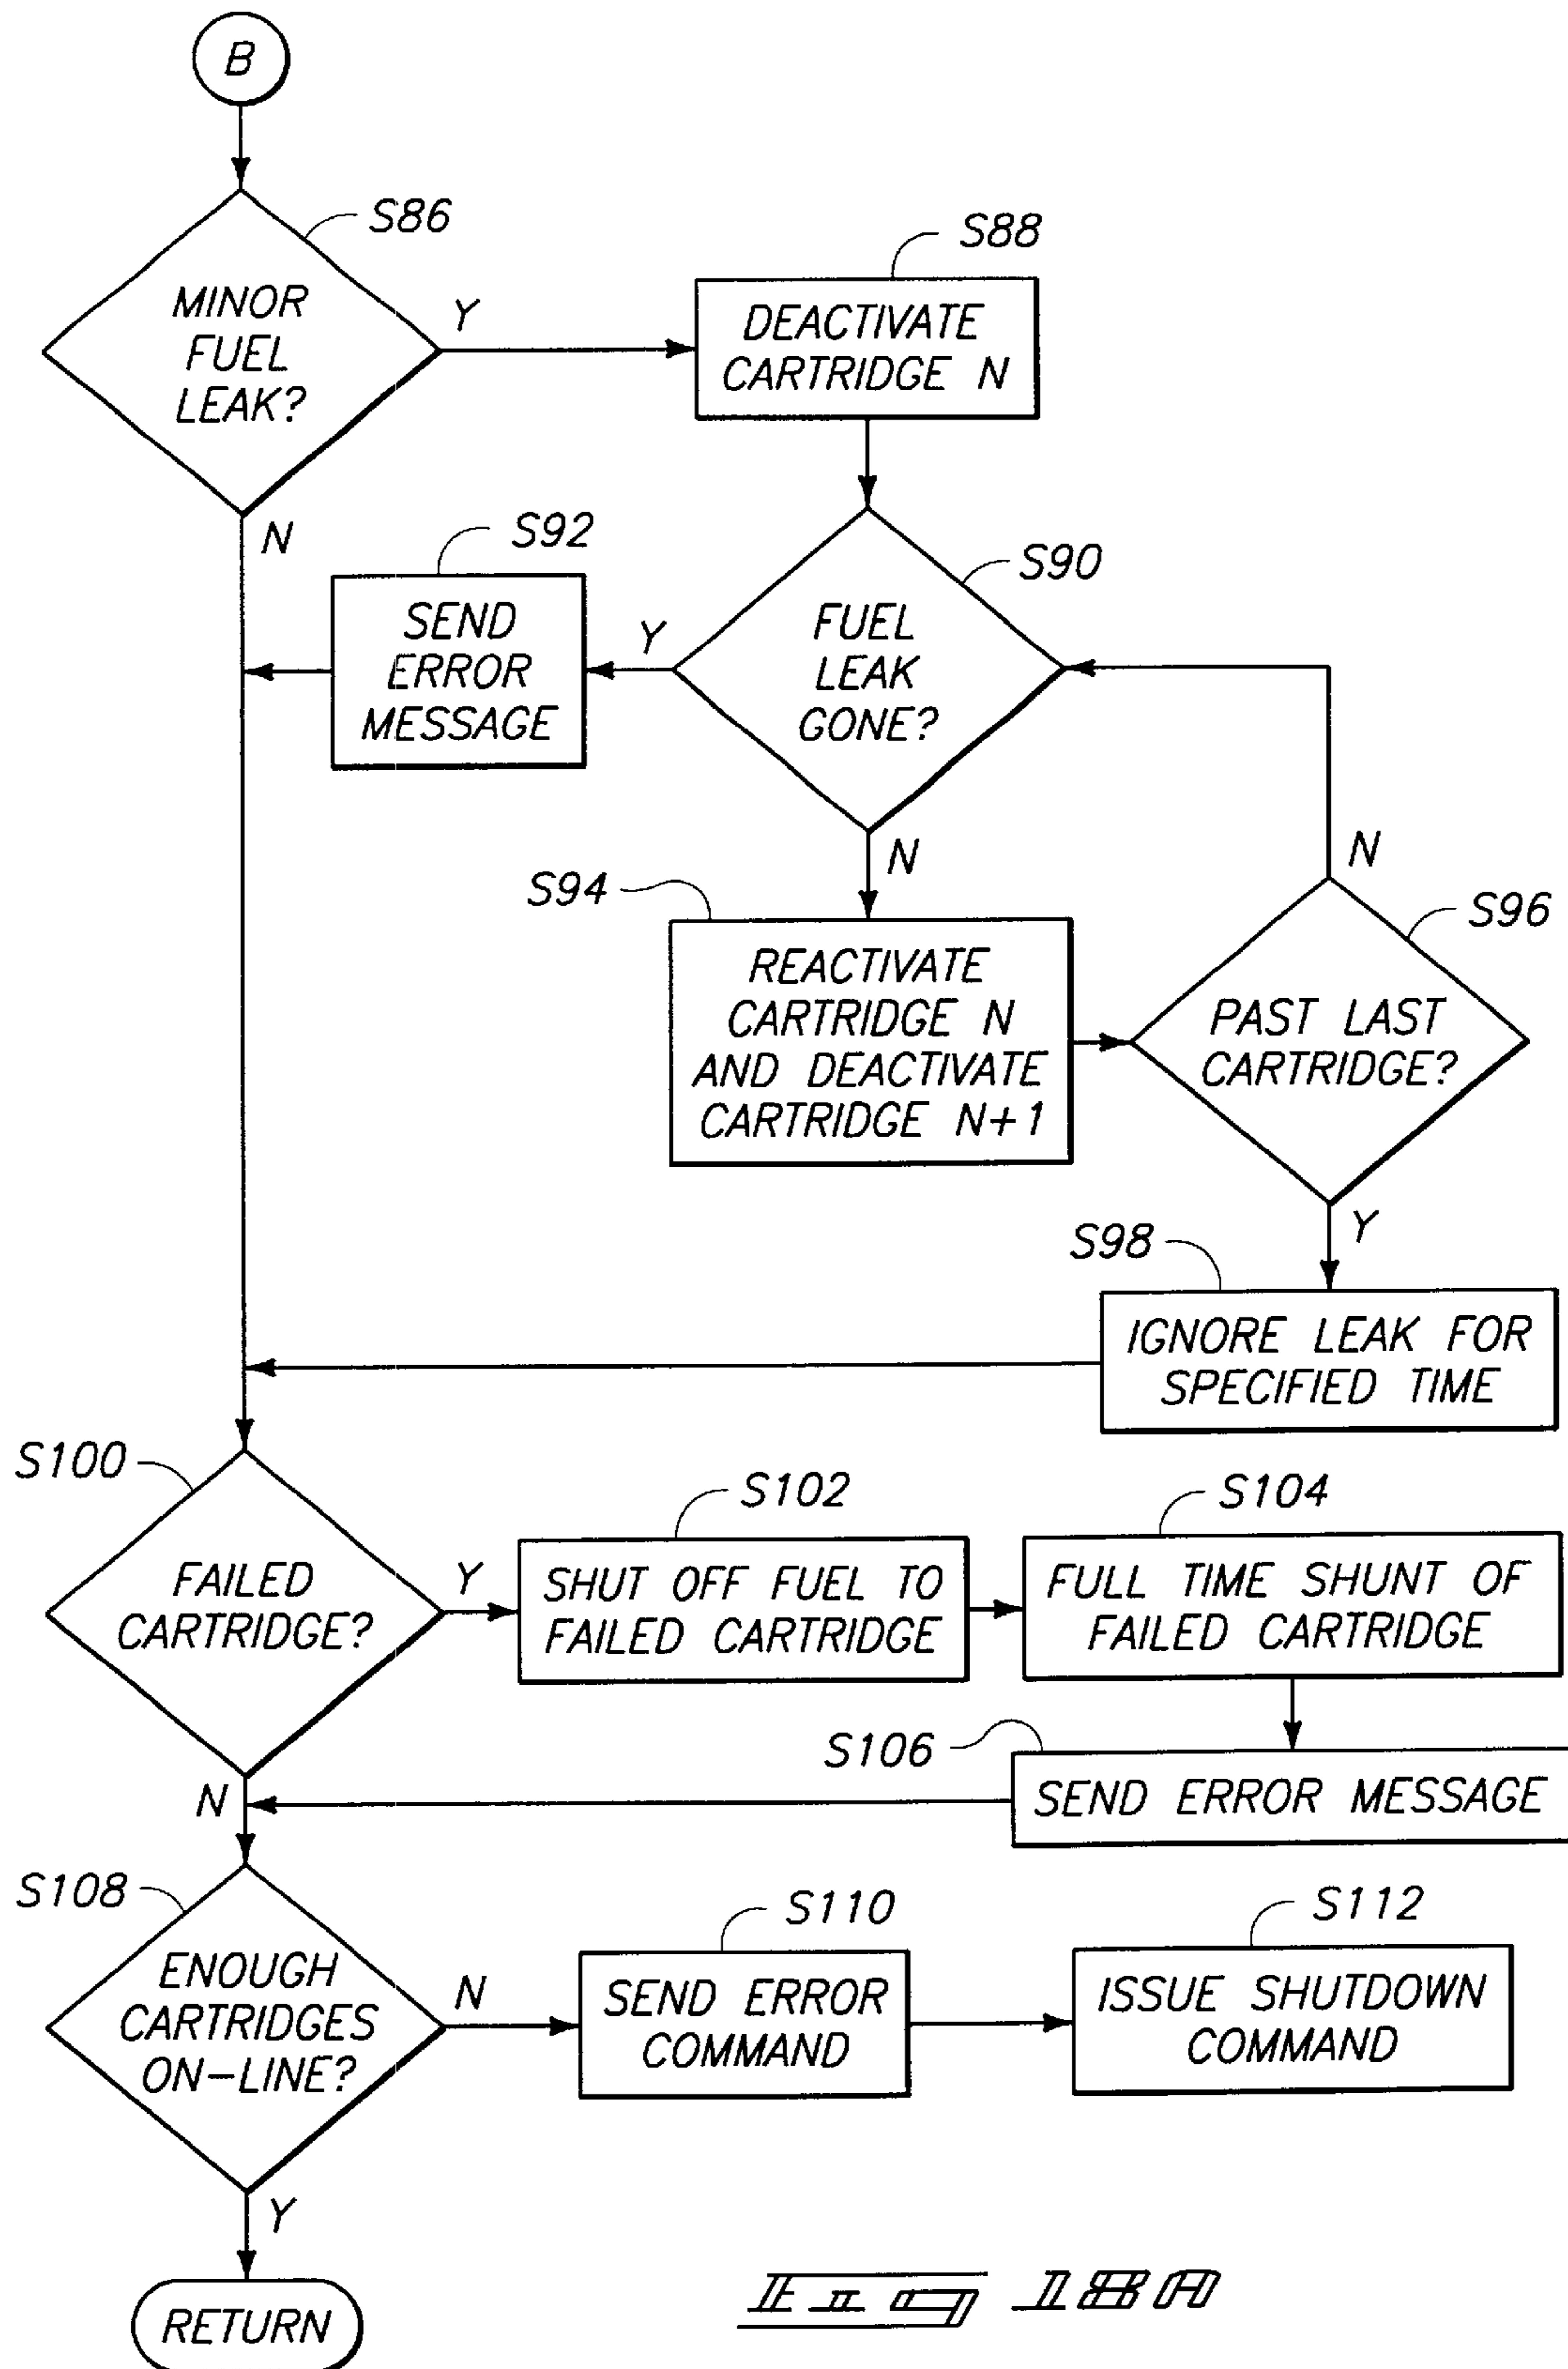 B
S86
MINOR
FUEL
LEAK?
Y
N
S88
DEACTIVATE
CARTRIDGE N
S90
FUEL
LEAK
GONE?
Y
N
S92
SEND
ERROR
MESSAGE
S94
REACTIVATE
CARTRIDGE N
AND DEACTIVATE
CARTRIDGE N+1
S96
PAST LAST
CARTRIDGE?
N
Y
S98
IGNORE LEAK FOR
SPECIFIED TIME
S100
FAILED
CARTRIDGE?
Y
N
S102
SHUT OFF FUEL TO
FAILED CARTRIDGE
S104
FULL TIME SHUNT OF
FAILED CARTRIDGE
S106
SEND ERROR MESSAGE
S108
ENOUGH
CARTRIDGES
ON-LINE?
N
Y
S110
SEND ERROR
COMMAND
S112
ISSUE SHUTDOWN
COMMAND
RETURN
Fig 18A